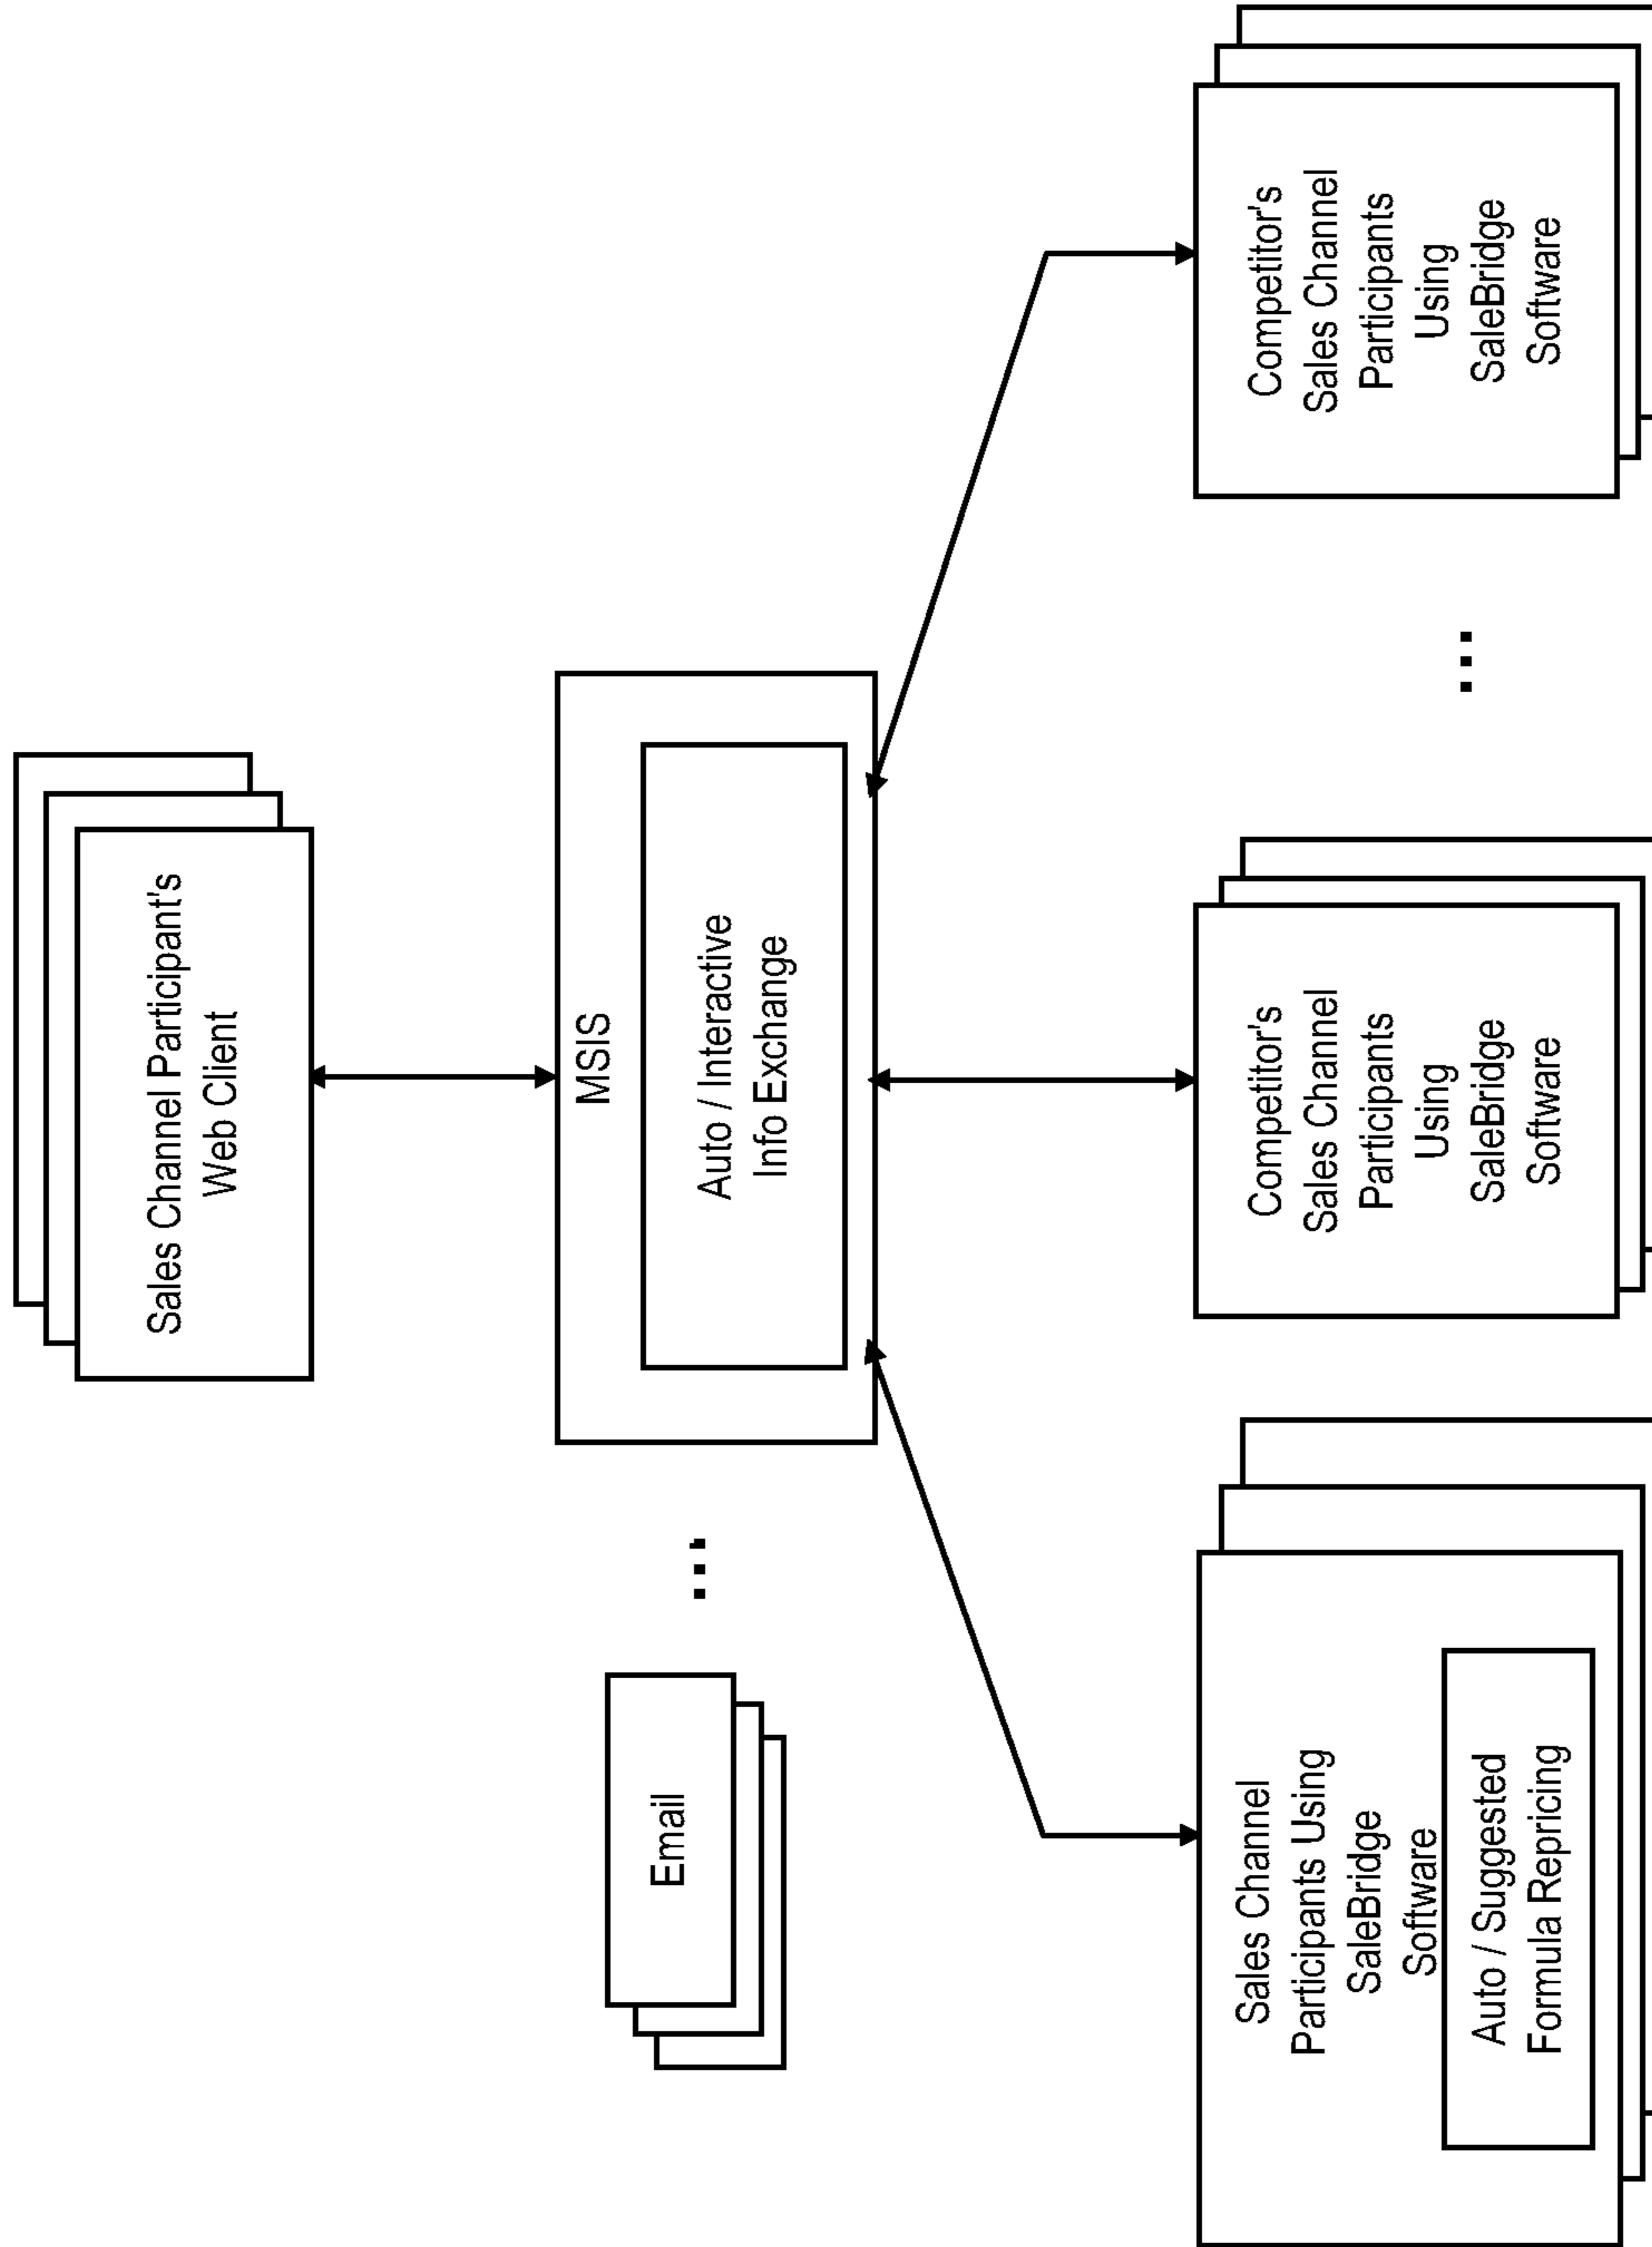 Sales Channel Participant's
Web Client
Email
...
MSIS
Auto / Interactive
Info Exchange
Sales Channel
Participants Using
SaleBridge
Software
Auto / Suggested
Formula Repricing
Competitor's
Sales Channel
Participants
Using
SaleBridge
Software
...
Competitor's
Sales Channel
Participants
Using
SaleBridge
Software